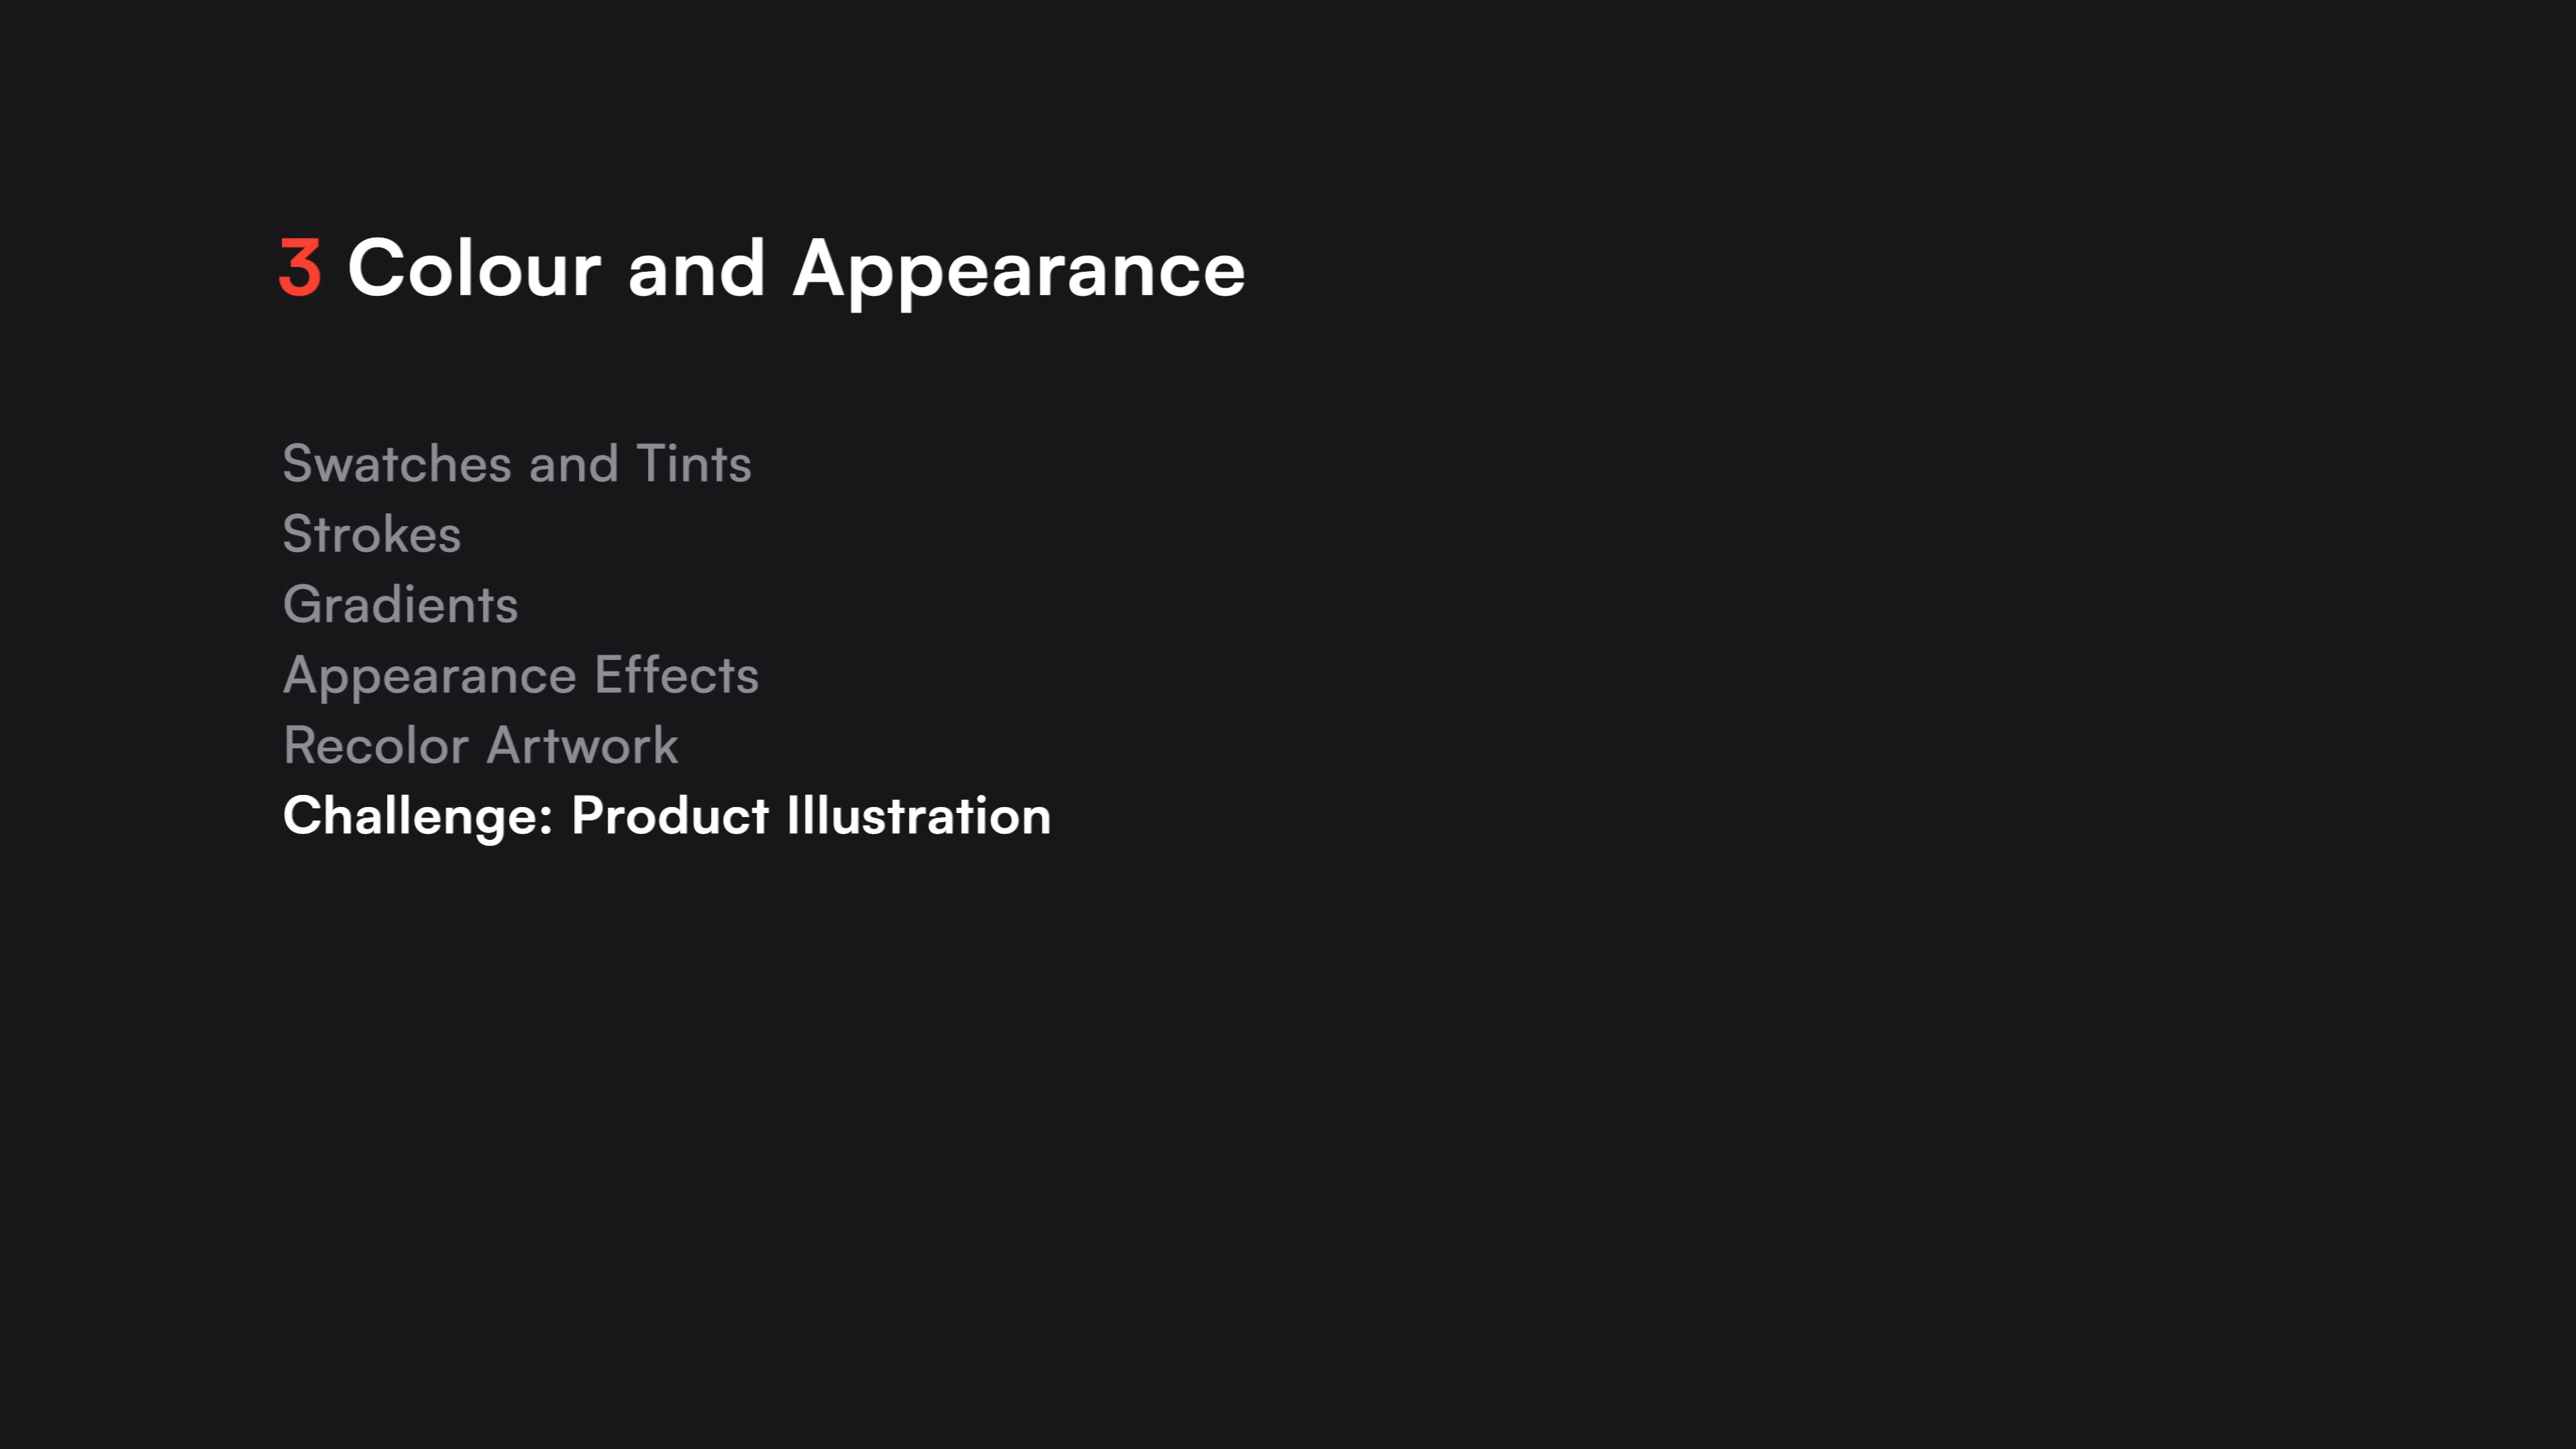 3 Colour and Appearance
Swatches and Tints
Strokes
Gradients
Appearance Effects
Recolor Artwork
Challenge: Product Illustration